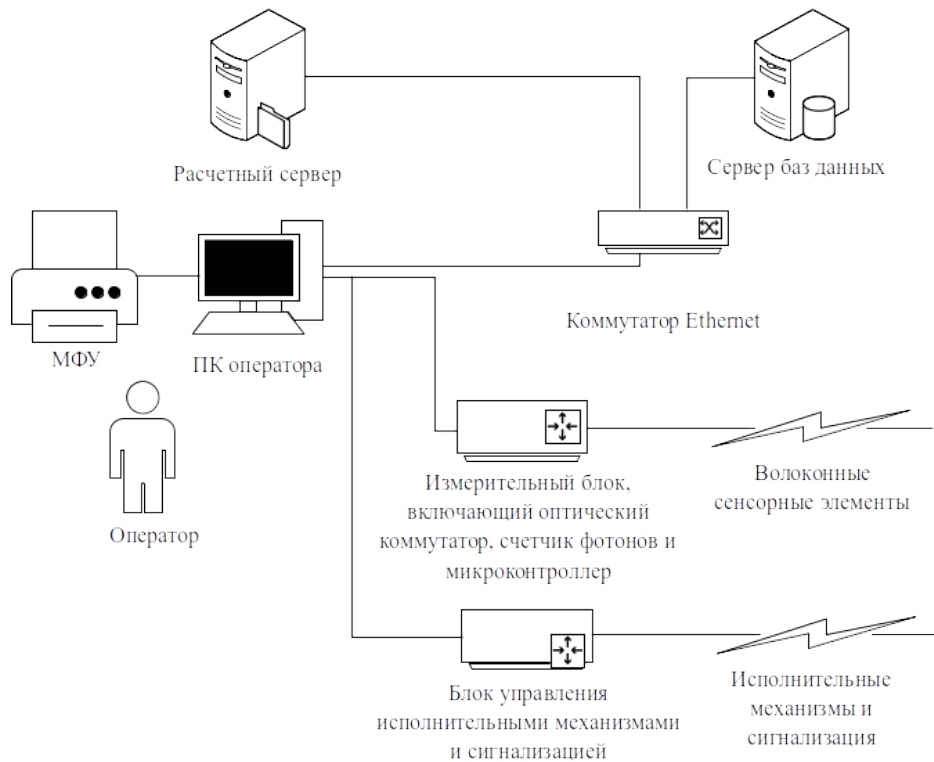 Расчетный сервер
Сервер баз данных
Коммутатор Ethernet
МФУ
ПК оператора
Оператор
Измерительный блок,
включающий оптический
коммутатор, счетчик фотонов и
микроконтроллер
Волоконные
сенсорные элементы
Блок управления
исполнительными механизмами
и сигнализацией
Исполнительные
механизмы и
сигнализация